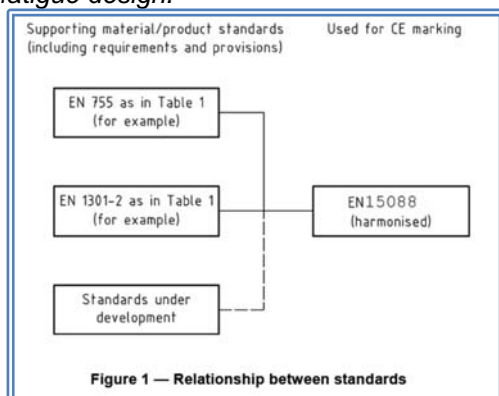 fatigue design.
Supporting material/product standards
(including requirements and provisions)
Used for CE marking
EN 755 as in Table 1
(for example)
EN 1301-2 as in Table 1
(for example)
EN15088
(harmonised)
Standards under
development
Figure 1 — Relationship between standards